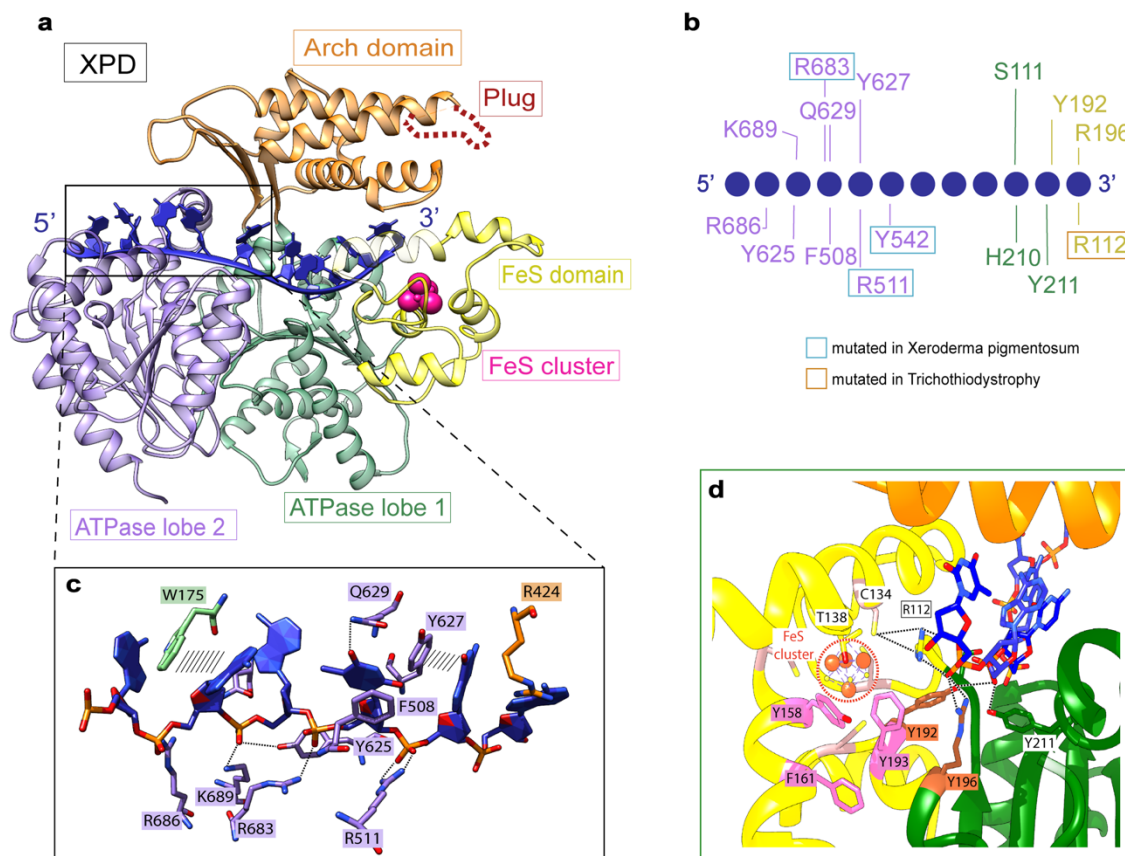 a
XPD
Arch domain
Plug
5'
3'
FeS domain
FeS cluster
ATPase lobe 1
ATPase lobe 2
b
R683
Y627
S111
Q629
Y192
K689
R196
5'
3'
R686
Y625
F508
Y542
R511
H210
Y211
R112
mutated in Xeroderma pigmentosum
mutated in Trichothiodystrophy
c
W175
Q629
Y627
R424
F508
Y625
K689
R686
R683
R511
d
C134
T138
R112
FeS
cluster
Y158
Y192
Y193
Y211
F161
Y196